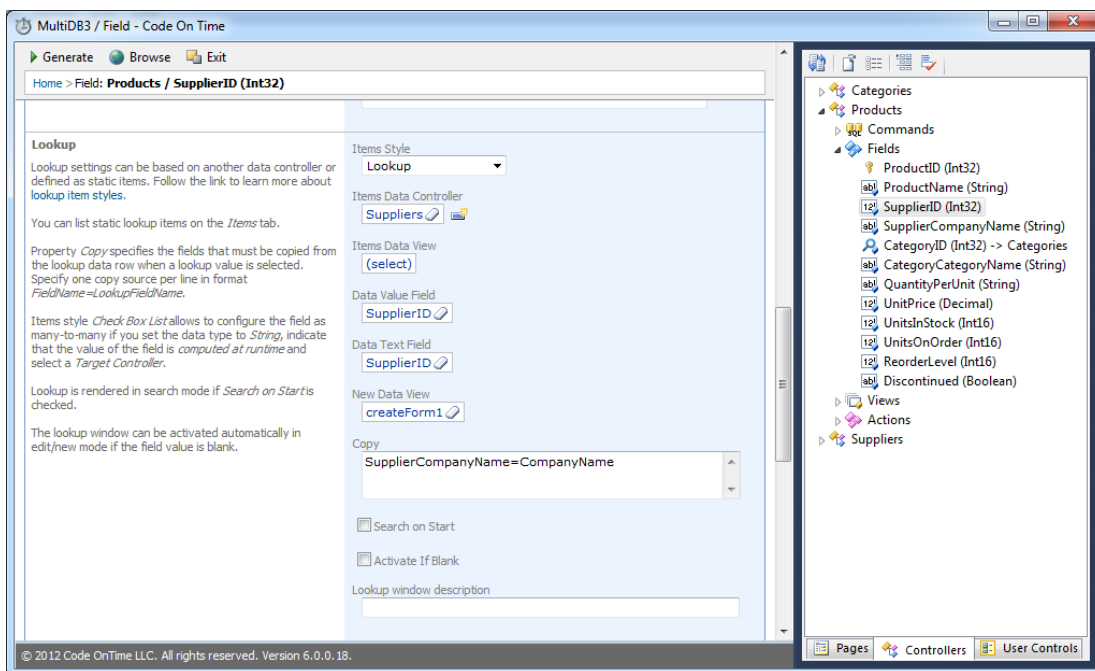 MultiDB3 / Field - Code On Time
Generate Browse Exit
Home > Field: Products / SupplierID (Int32)
Lookup
Lookup settings can be based on another data controller or
defined as static items. Follow the link to learn more about
lookup item styles.
You can list static lookup items on the Items tab.
Property Copy specifies the fields that must be copied from
the lookup data row when a lookup value is selected.
Specify one copy source per line in format
FieldName=LookupFieldName.
Items style Check Box List allows to configure the field as
many-to-many if you set the data type to String, indicate
that the value of the field is computed at runtime and
select a Target Controller.
Lookup is rendered in search mode if Search on Start is
checked.
The lookup window can be activated automatically in
edit/new mode if the field value is blank.
Items Style
Lookup
Items Data Controller
Suppliers
Items Data View
(select)
Data Value Field
SupplierID
Data Text Field
SupplierID
New Data View
createForm1
Copy
SupplierCompanyName=CompanyName
Search on Start
Activate If Blank
Lookup window description
© 2012 Code OnTime LLC. All rights reserved. Version 6.0.0.18.
Categories
Products
SQL Commands
Fields
ProductID (Int32)
ab ProductName (String)
12 SupplierID (Int32)
ab SupplierCompanyName (String)
CategoryID (Int32) -> Categories
ab CategoryCategoryName (String)
ab QuantityPerUnit (String)
12 UnitPrice (Decimal)
12 UnitsInStock (Int16)
12 UnitsOnOrder (Int16)
12 ReorderLevel (Int16)
ab Discontinued (Boolean)
Views
Actions
Suppliers
Pages Controllers User Controls